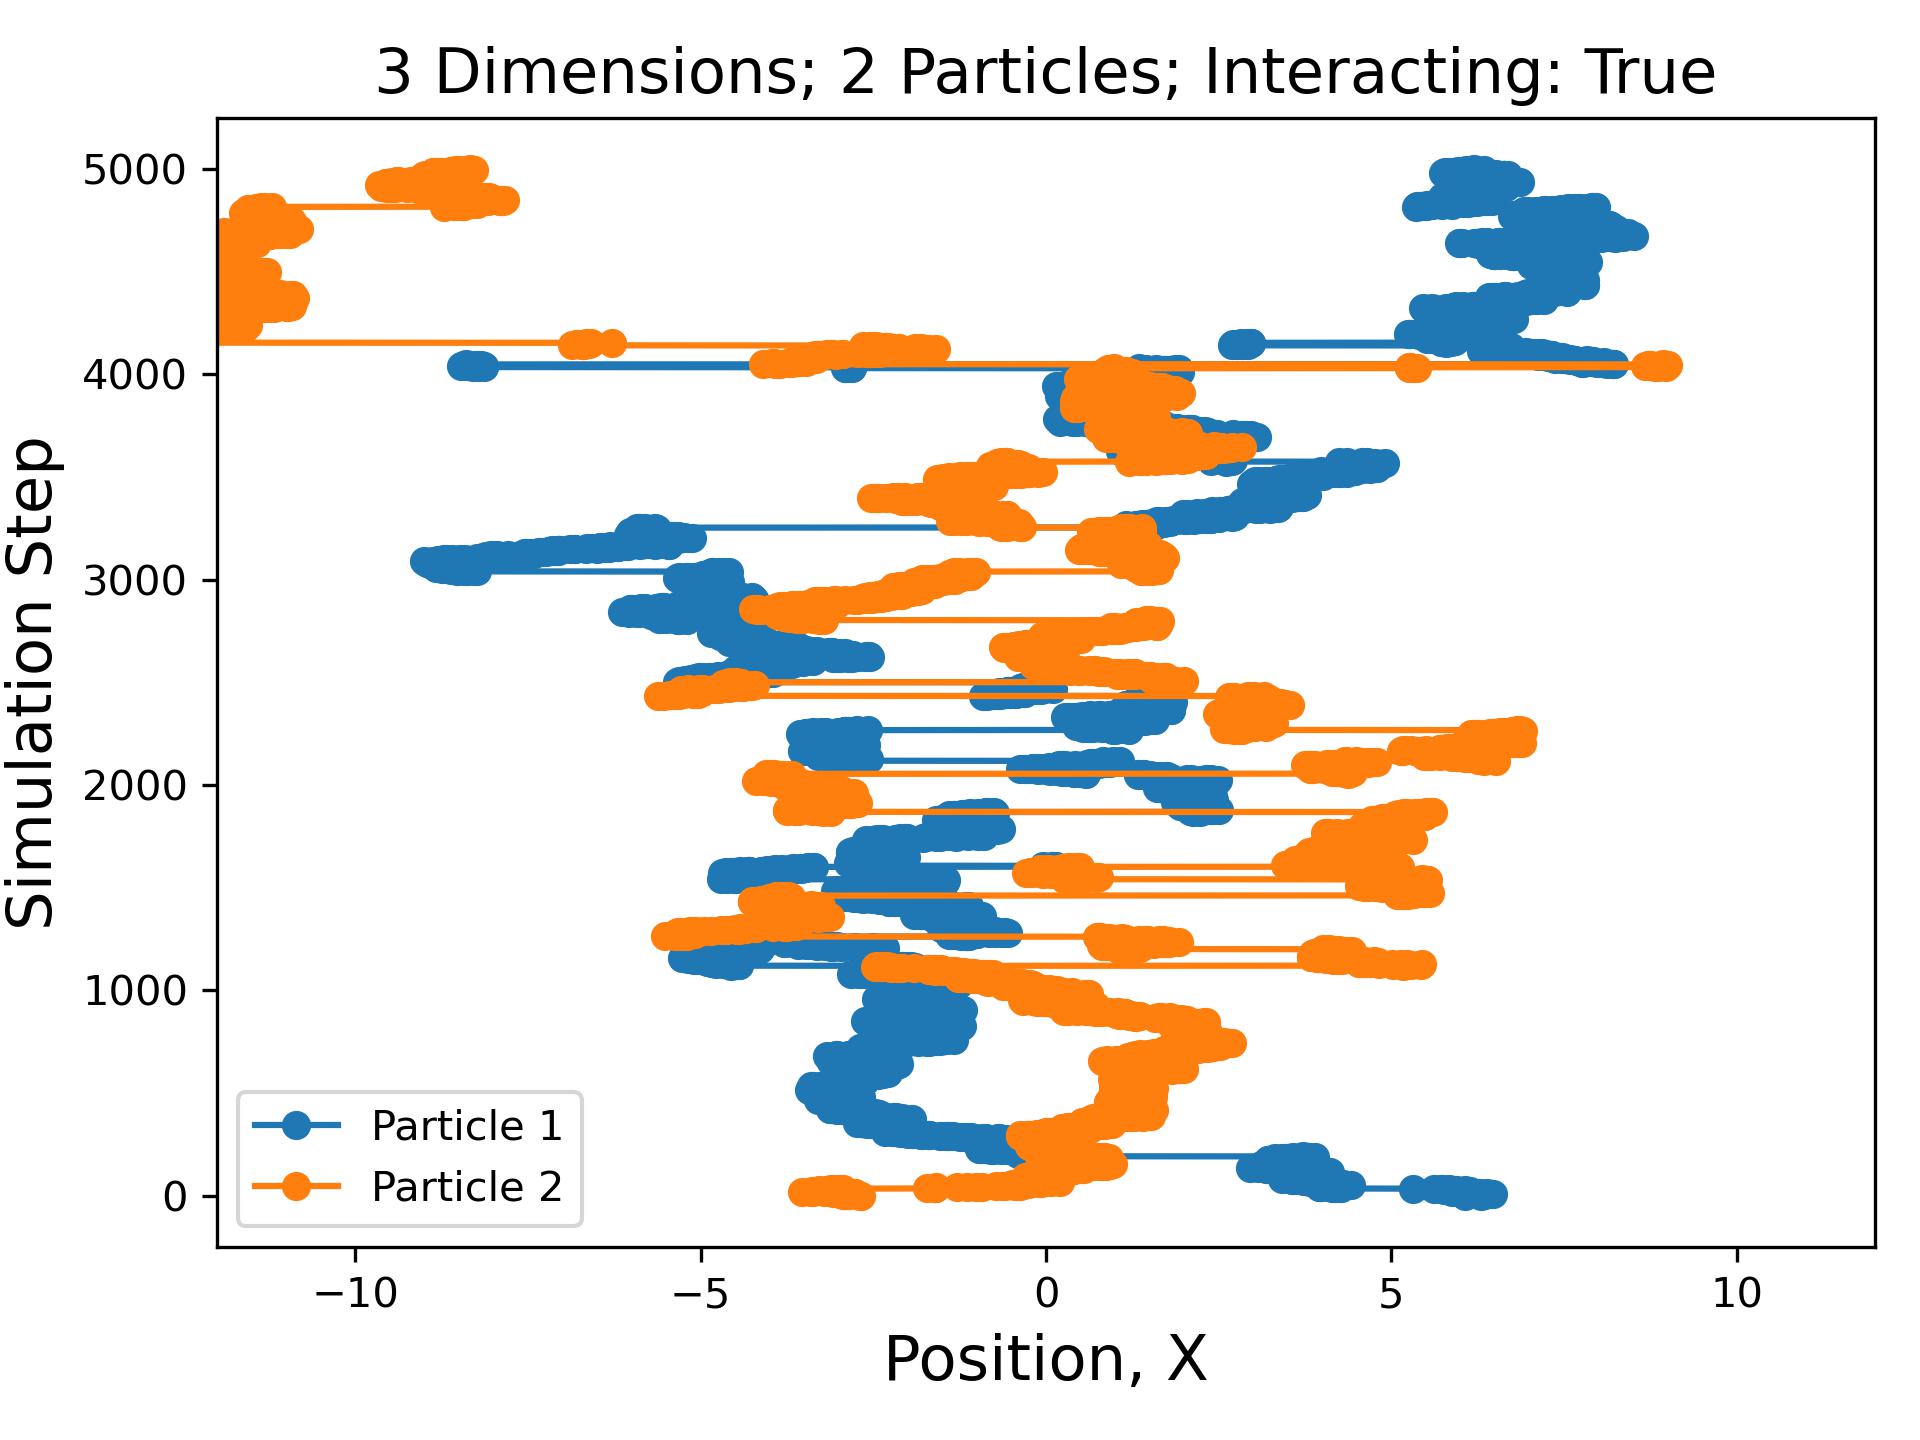 3 Dimensions; 2 Particles; Interacting: True
Simulation Step
5000
4000
3000
2000
1000
0
Particle 1
Particle 2
−10
−5
0
5
10
Position, X